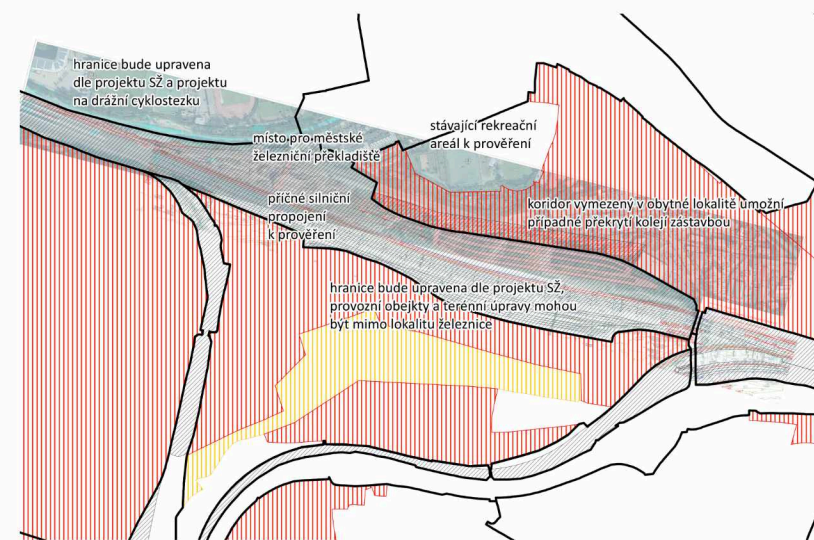 hranice bude upravena
dle projektu SŽ a projektu
na drážní cyklostezku
místo pro městské
železniční překladiště
stávající rekreační
areál k prověření
příčné silniční
propojení
k prověření
koridor vymezený v obytné lokalitě umožní
případné překrytí kolejí zástavbou
hranice bude upravena dle projektu SŽ,
provozní obejkty a terénní úpravy mohou
být mimo lokalitu železnice